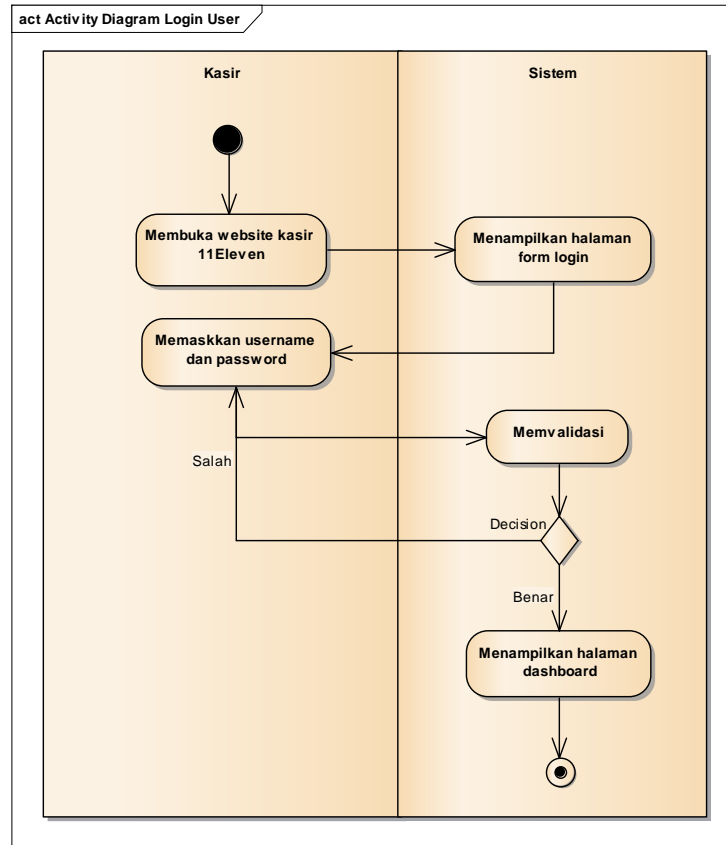 act Activity Diagram Login User
Kasir
Sistem
Membuka website kasir
11Eleven
Menampilkan halaman
form login
Memaskkan username
dan password
Memvalidasi
Salah
Decision
Benar
Menampilkan halaman
dashboard